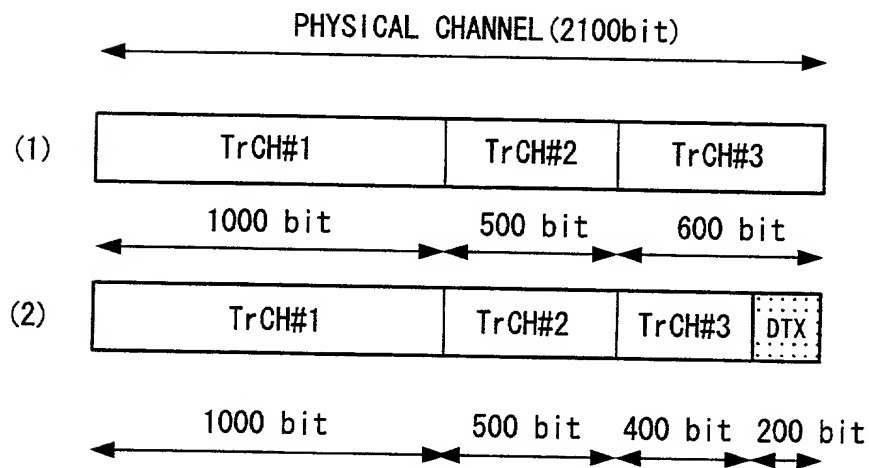 PHYSICAL CHANNEL(2100bit)
(1) TrCH#1 TrCH#2 TrCH#3
1000 bit 500 bit 600 bit
(2) TrCH#1 TrCH#2 TrCH#3 DTX
1000 bit 500 bit 400 bit 200 bit